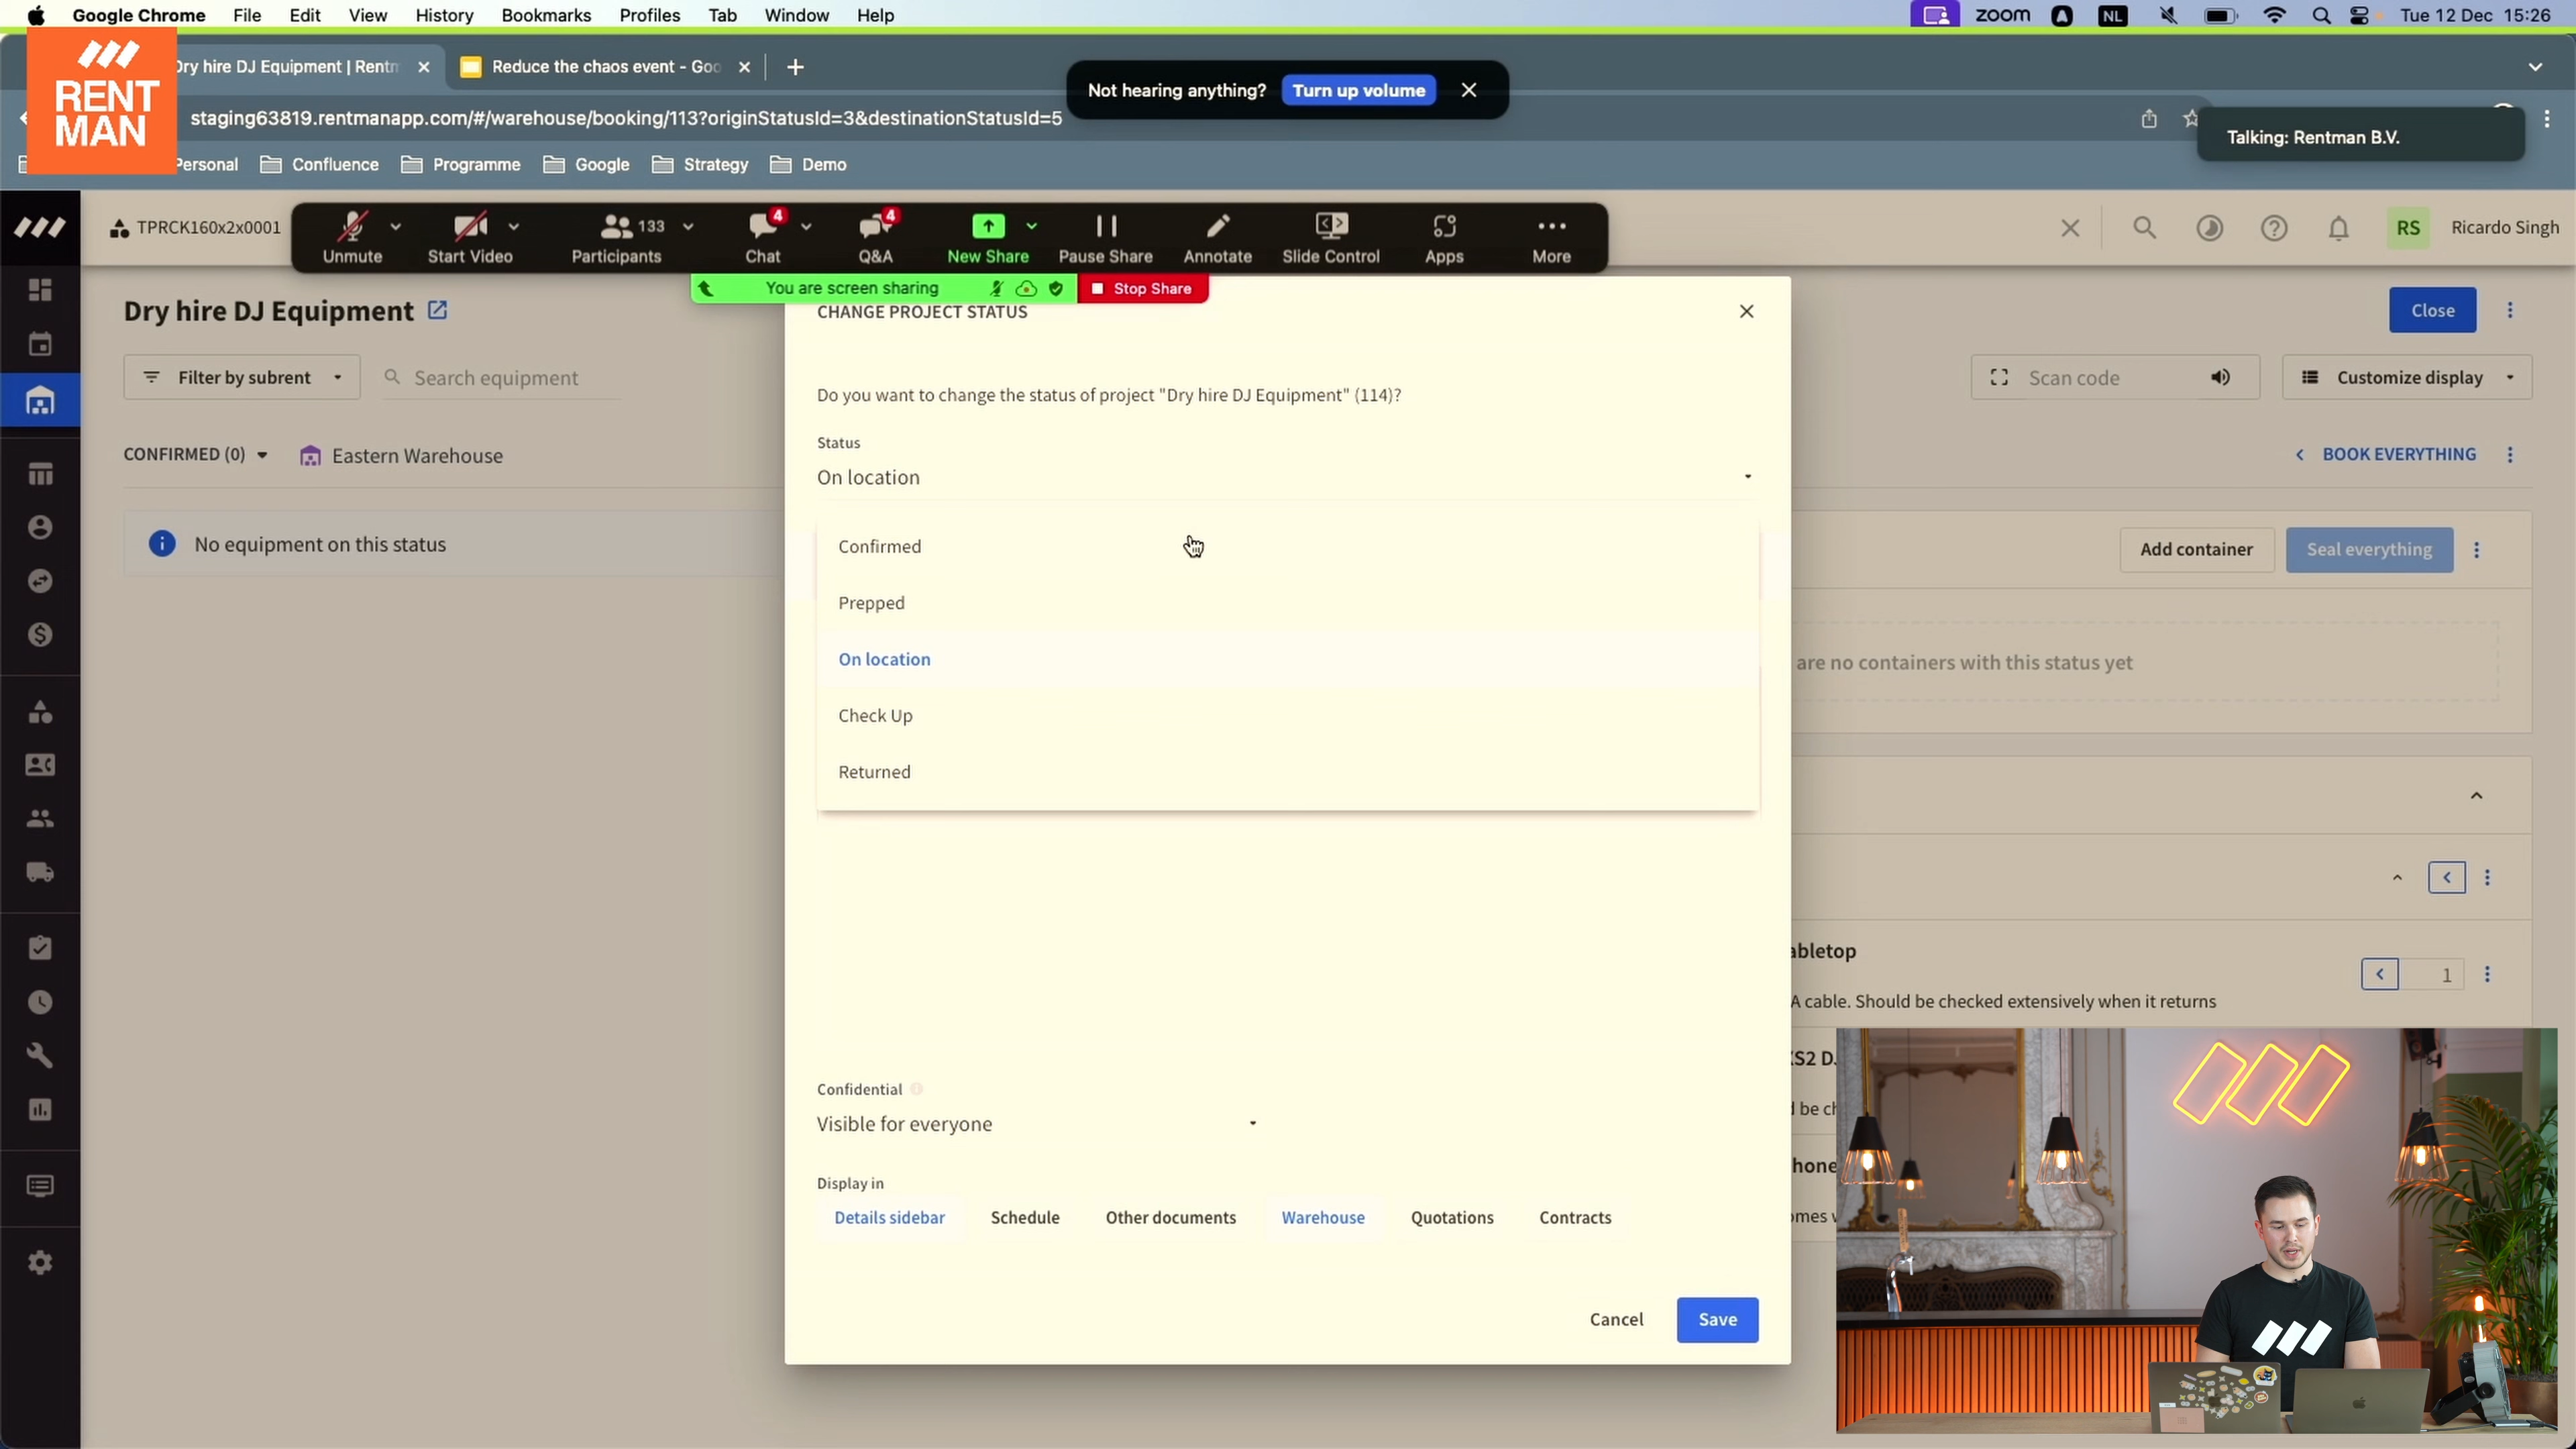 Google Chrome File Edit View History Bookmarks Profiles Tab Window Help
zoom A NL Tue 12 Dec 15:26
RENT
MAN
Dry hire DJ Equipment | Rentm
Reduce the chaos event - Goo
Not hearing anything? Turn up volume
staging63819.rentmanapp.com/#/warehouse/booking/113?originStatusId=3&destinationStatusId=5
Talking: Rentman B.V.
Personal Confluence Programme Google Strategy Demo
TPRCK160x2x0001
Unmute
Start Video
133
Participants
4
Chat
4
Q&A
New Share
Pause Share
Annotate
Slide Control
Apps
More
RS Ricardo Singh
You are screen sharing
Stop Share
Dry hire DJ Equipment
Close
Filter by subrent
Search equipment
Scan code
Customize display
CONFIRMED (0)
Eastern Warehouse
BOOK EVERYTHING
No equipment on this status
Add container
Seal everything
are no containers with this status yet
abletop
1
A cable. Should be checked extensively when it returns
CHANGE PROJECT STATUS
Do you want to change the status of project "Dry hire DJ Equipment" (114)?
Status
On location
Confirmed
Prepped
On location
Check Up
Returned
Confidential
Visible for everyone
Display in
Details sidebar Schedule Other documents Warehouse Quotations Contracts
Cancel Save